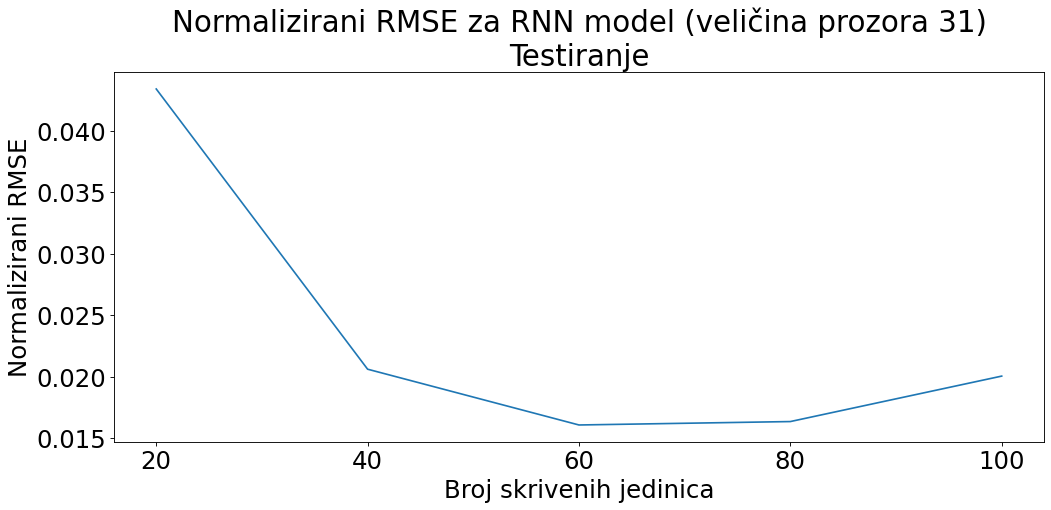 Normalizirani RMSE za RNN model (veličina prozora 31)
Testiranje
Normalizirani RMSE
0.040
0.035
0.030
0.025
0.020
0.015
20 40 60 80 100
Broj skrivenih jedinica